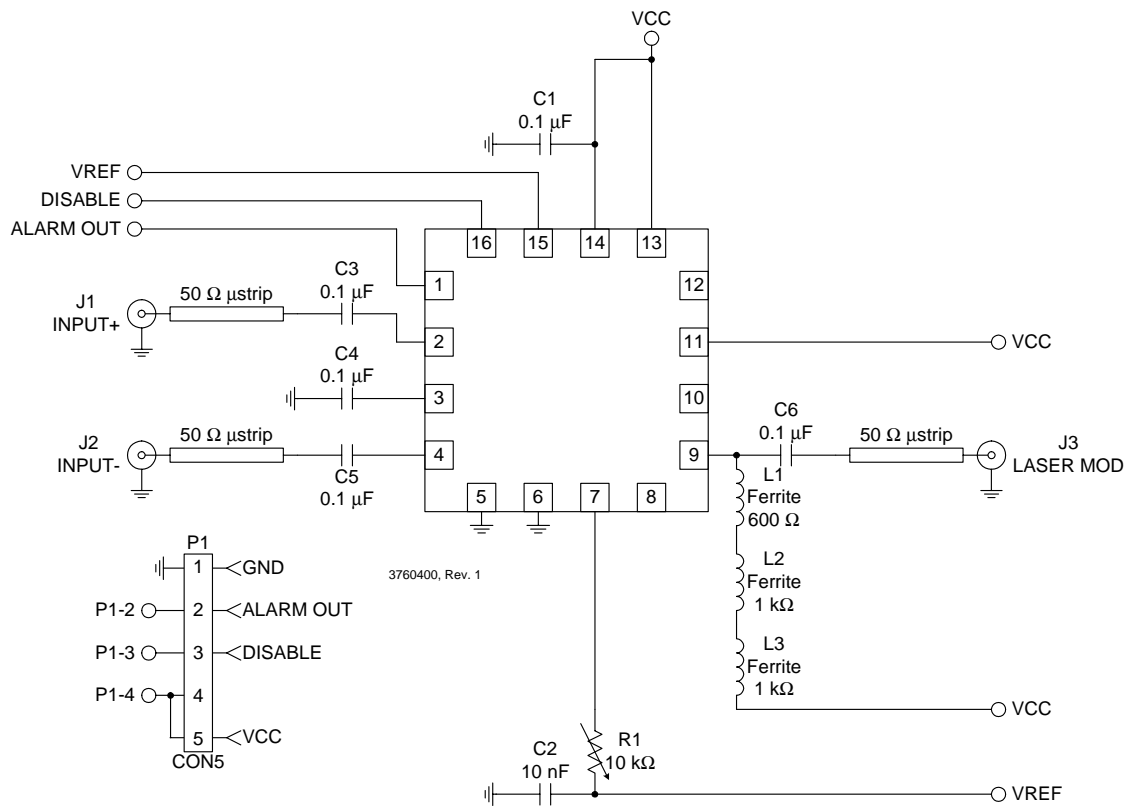 VCC
C1
0.1 μF
VREF
DISABLE
ALARM OUT
16
15
14
13
1
12
C3
0.1 μF
50 Ω μstrip
J1
INPUT+
2
11
VCC
C4
0.1 μF
3
10
C6
0.1 μF
50 Ω μstrip
J2
INPUT-
50 Ω μstrip
4
9
J3
LASER MOD
C5
0.1 μF
5
6
7
8
L1
Ferrite
600 Ω
P1
1
GND
3760400, Rev. 1
L2
Ferrite
1 kΩ
P1-2
2
ALARM OUT
P1-3
3
DISABLE
L3
Ferrite
1 kΩ
P1-4
4
VCC
5
VCC
CON5
C2
10 nF
R1
10 kΩ
VREF